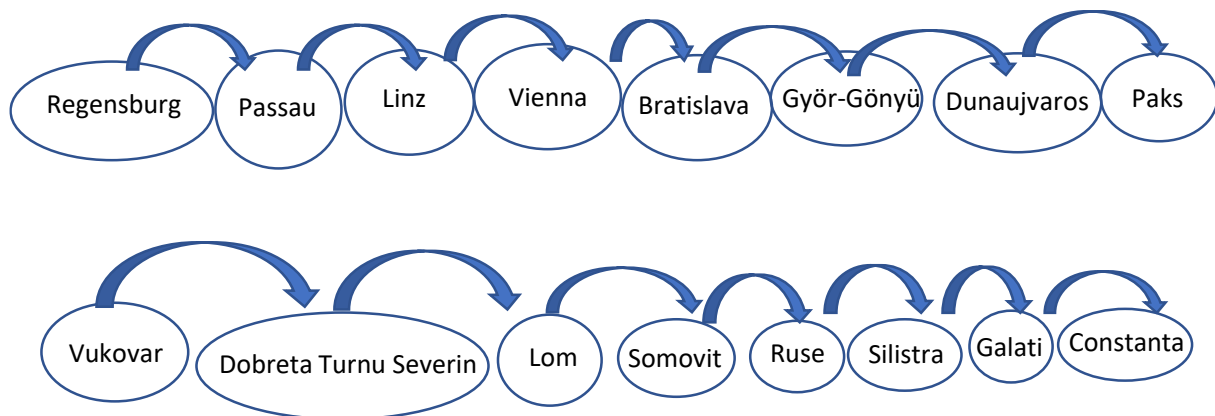 Regensburg
Passau
Linz
Vienna
Bratislava
Györ-Gönyü
Dunaujvaros
Paks
Vukovar
Dobreta Turnu Severin
Lom
Somovit
Ruse
Silistra
Galati
Constanta